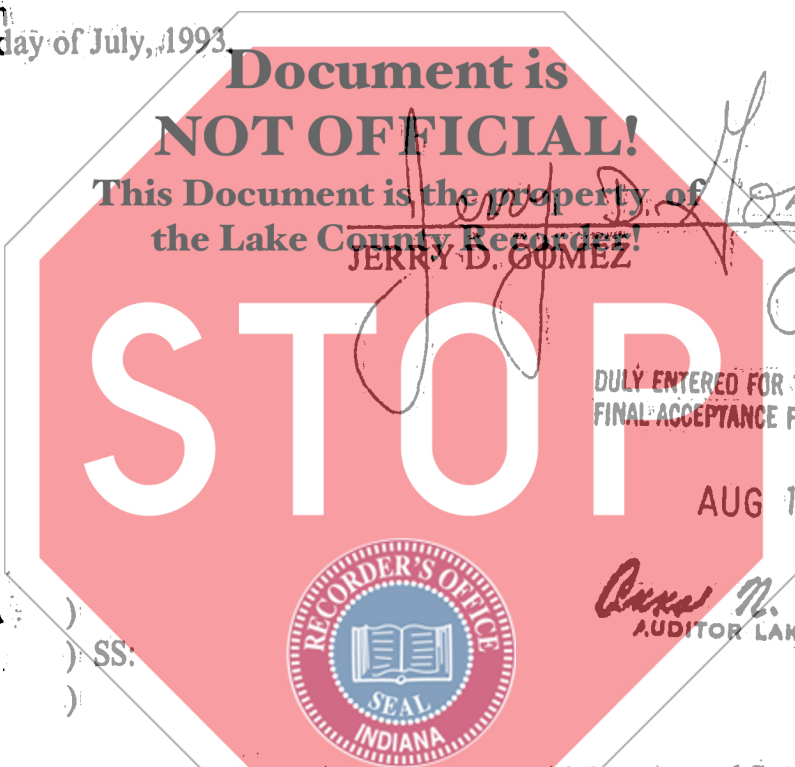 day of July, 1993.
Document is
NOT OFFICIAL!
This Document is the property of
the Lake County Recorder!
Jerry D.
JERRY D. GOMEZ
STOP
DULY ENTERED FOR
FINAL ACCEPTANCE F
AUG 1
N.
AUDITOR LAK
)
) SS:
)
RECORDER'S OFFICE
SEAL
INDIANA